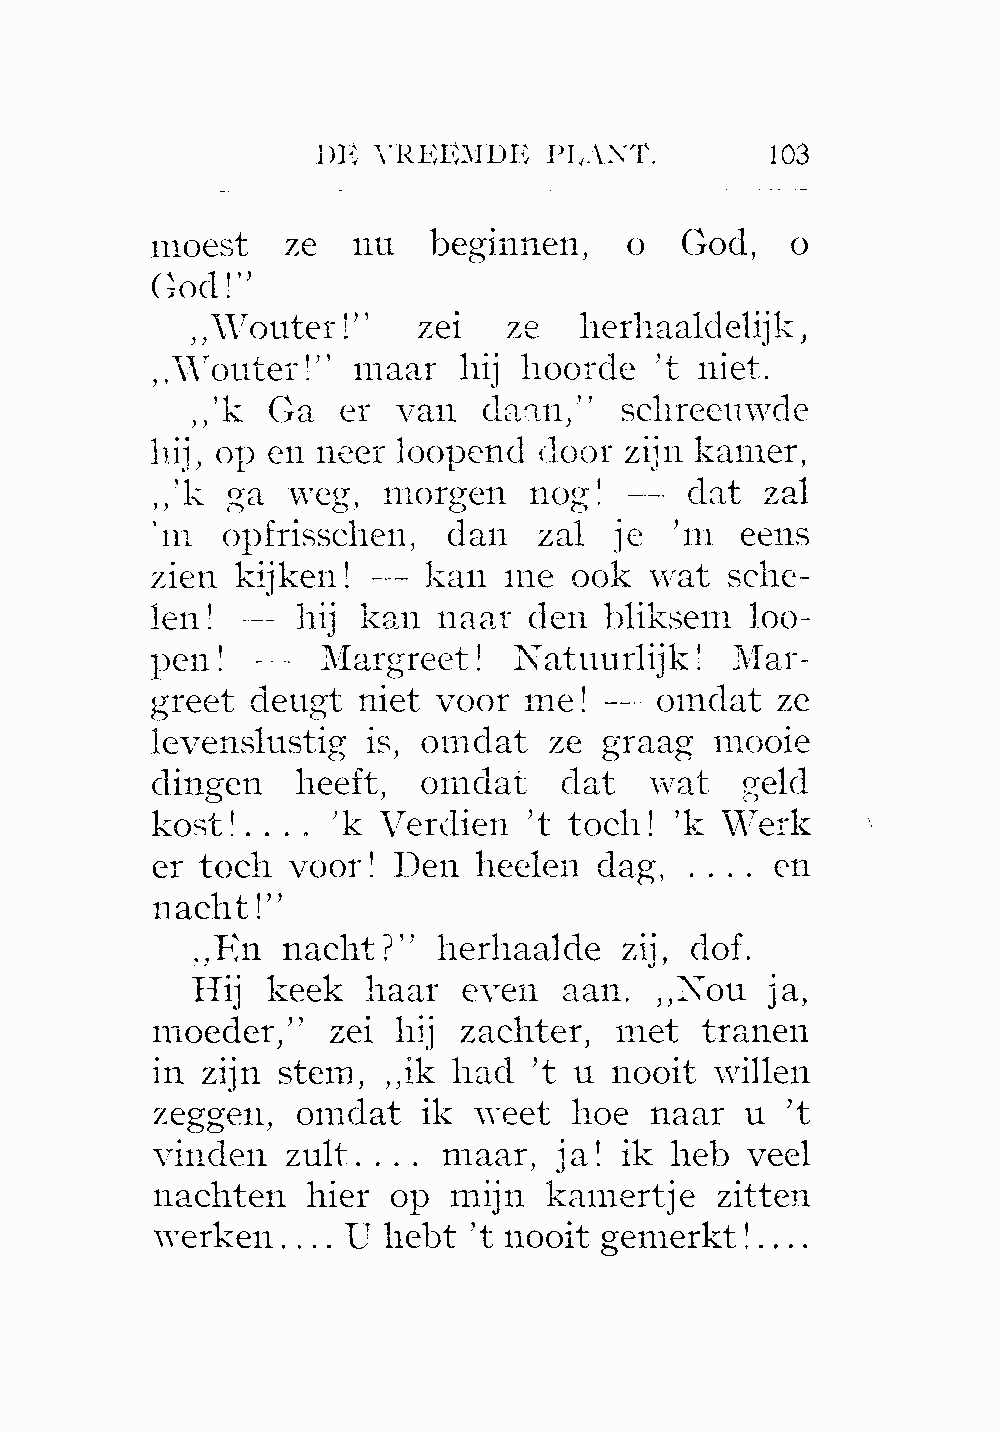 DE VREEMDE PLANT. 103
moest ze nu beginnen, o God, o
God!”
„Wouter!” zei ze herhaaldelijk,
„Wouter!” maar hij hoorde ’t niet.
„’k Ga er van daan,” schreeuwde
hij, op en neer loopend door zijn kamer,
„’k ga weg, morgen nog! — dat zal
’m opfrisschen, dan zal je ’m eens
zien kijken! — kan me ook wat sche-
len! — hij kan naar den bliksem loo-
pen! — Margreet! Natuurlijk! Mar-
greet deugt niet voor me! — omdat ze
levenslustig is, omdat ze graag mooie
dingen heeft, omdat dat wat geld
kost!.... ’k Verdien ’t toch! ’k Werk
er toch voor! Den heelen dag, .... en
nacht!”
„En nacht?” herhaalde zij, dof.
Hij keek haar even aan. „Nou ja,
moeder,” zei hij zachter, met tranen
in zijn stem, „ik had ’t u nooit willen
zeggen, omdat ik weet hoe naar u ’t
vinden zult.... maar, ja! ik heb veel
nachten hier op mijn kamertje zitten
werken.... U hebt ’t nooit gemerkt!....